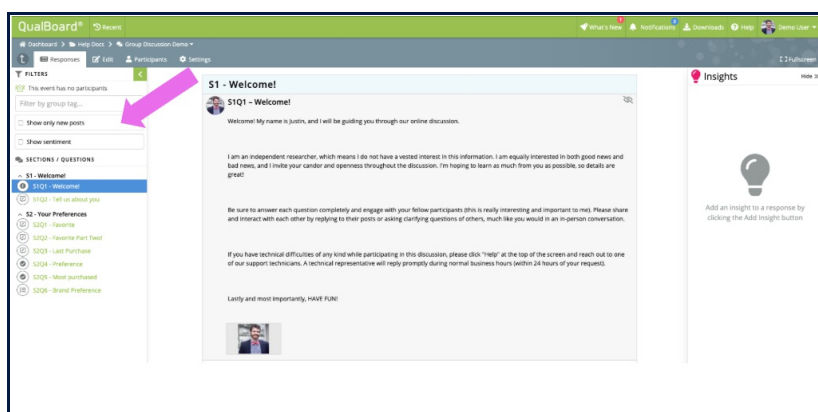 QualBoard® Recent What's New 1 Notifications Downloads Help Demo User
Dashboard > Help Docs > Group Discussion Demo
t Responses Edit Participants Settings Fullscreen
FILTERS
This event has no participants
Filter by group tag...
Show only new posts
Show sentiment
SECTIONS / QUESTIONS
S1 - Welcome!
S1Q1 - Welcome!
S1Q2 - Tell us about you
S2 - Your Preferences
S2Q1 - Favorite
S2Q2 - Favorite Part Two!
S2Q3 - Last Purchase
S2Q4 - Preference
S2Q5 - Most purchased
S2Q6 - Brand Preference
S1 - Welcome!
S1Q1 – Welcome!
Welcome! My name is Justin, and I will be guiding you through our online discussion.
I am an independent researcher, which means I do not have a vested interest in this information. I am equally interested in both good news and
bad news, and I invite your candor and openness throughout the discussion. I'm hoping to learn as much from you as possible, so details are
great!
Be sure to answer each question completely and engage with your fellow participants (this is really interesting and important to me). Please share
and interact with each other by replying to their posts or asking clarifying questions of others, much like you would in an in-person conversation.
If you have technical difficulties of any kind while participating in this discussion, please click "Help" at the top of the screen and reach out to one
of our support technicians. A technical representative will reply promptly during normal business hours (within 24 hours of your request).
Lastly and most importantly, HAVE FUN!
Insights Hide
Add an insight to a response by
clicking the Add Insight button